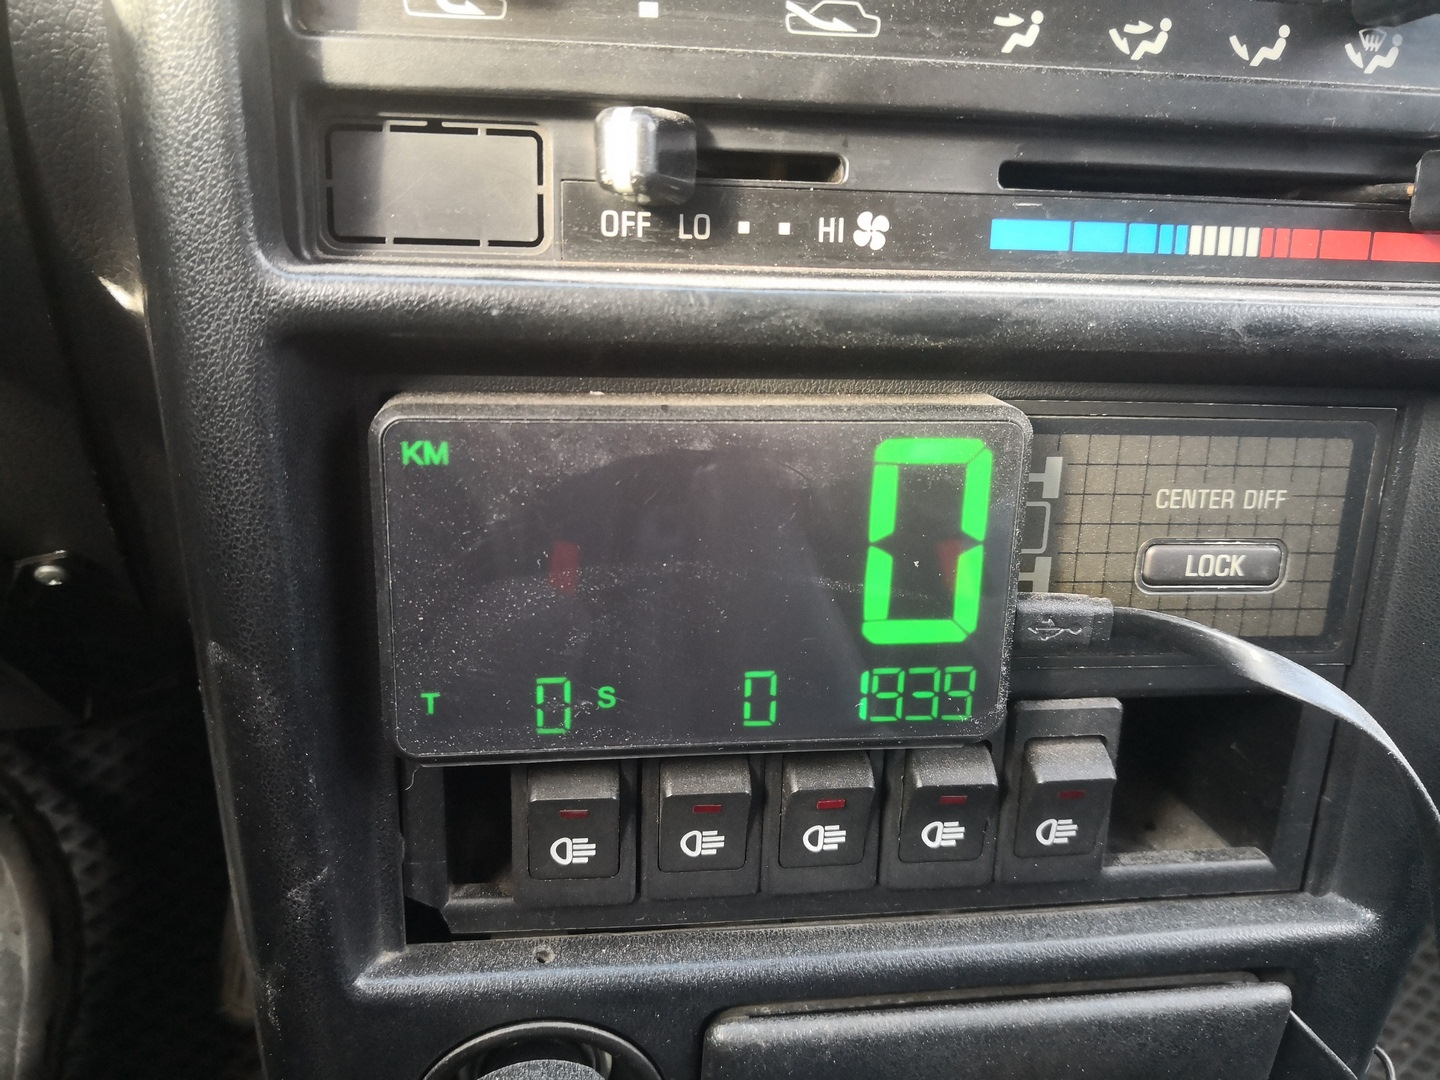 OFF LO HI
KM
0
T 0 S 0 1939
CENTER DIFF
LOCK